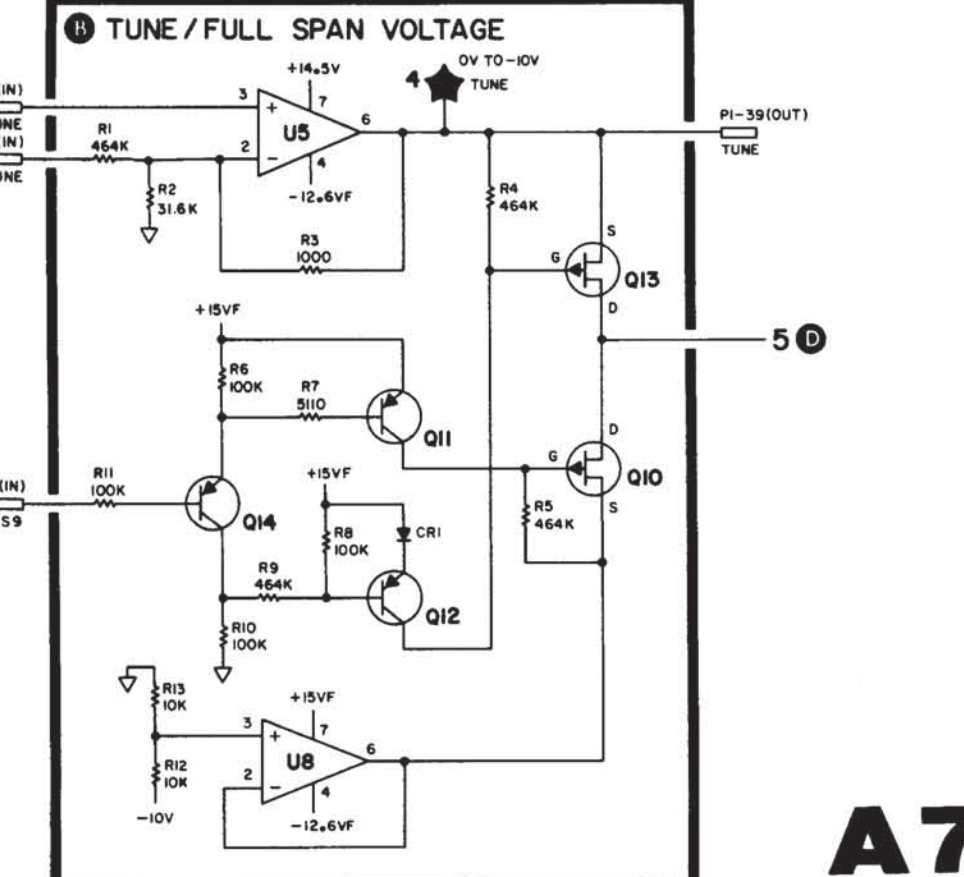 B TUNE/FULL SPAN VOLTAGE
+14.5V
4
0V TO -10V
TUNE
(IN)
3
+
7
U5
6
P1-39(OUT)
TUNE
NE
(IN)
R1
464K
2
-
4
NE
R2
31.6K
-12.6VF
R4
464K
R3
1000
S
G
Q13
D
+15VF
5 D
R6
100K
R7
5110
Q11
D
G
Q10
S
+15VF
(IN)
S9
R11
100K
Q14
R5
464K
R8
100K
CR1
R9
464K
Q12
R10
100K
R13
10K
+15VF
3
+
7
U8
6
R12
10K
2
-
4
-10V
-12.6VF
A7